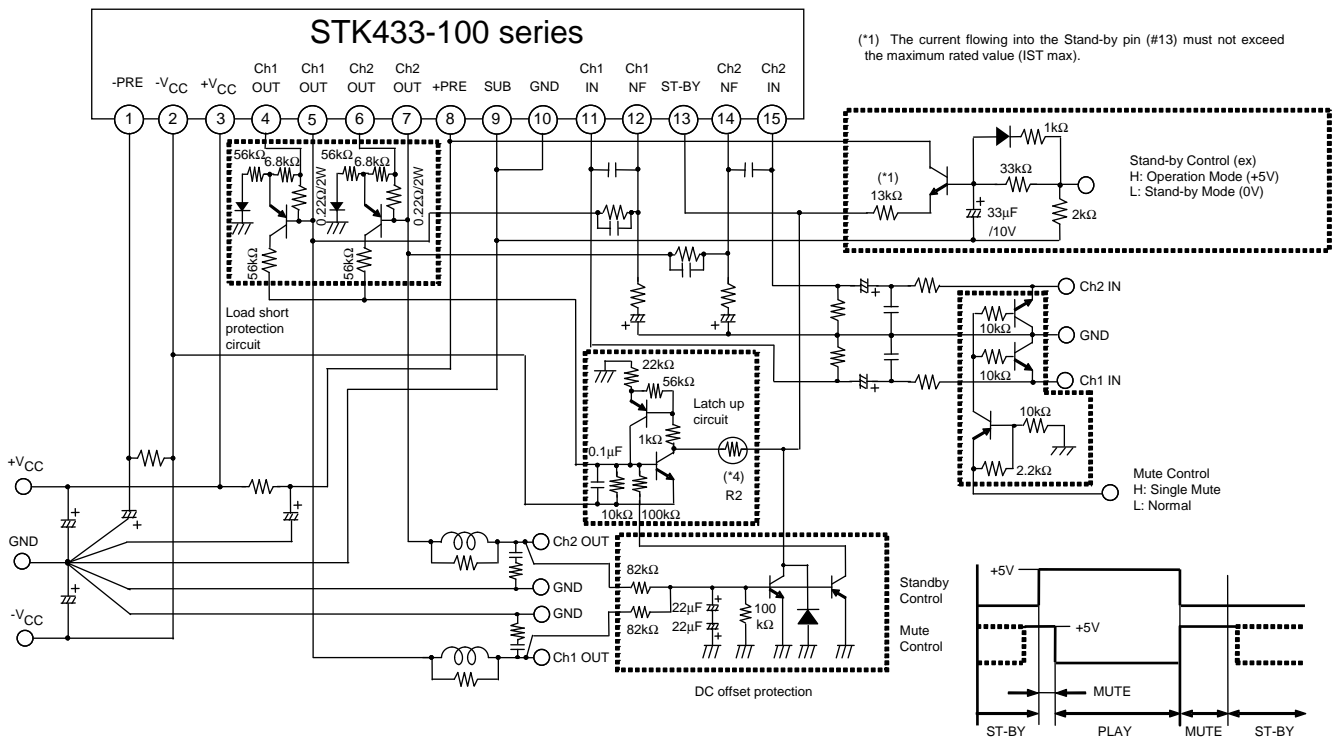 STK433-100 series
-PRE
-VCC
+VCC
Ch1
OUT
Ch1
OUT
Ch2
OUT
Ch2
OUT
+PRE
SUB
GND
Ch1
IN
Ch1
NF
ST-BY
Ch2
NF
Ch2
IN
1
2
3
4
5
6
7
8
9
10
11
12
13
14
15
(*1) The current flowing into the Stand-by pin (#13) must not exceed
the maximum rated value (IST max).
56kΩ
6.8kΩ
0.22Ω/2W
56kΩ
56kΩ
6.8kΩ
0.22Ω/2W
56kΩ
Load short
protection
circuit
(*1)
13kΩ
1kΩ
33kΩ
+
33μF
/10V
2kΩ
Stand-by Control (ex)
H: Operation Mode (+5V)
L: Stand-by Mode (0V)
+
+
+
+
Ch2 IN
GND
Ch1 IN
10kΩ
10kΩ
10kΩ
2.2kΩ
Mute Control
H: Single Mute
L: Normal
22kΩ
56kΩ
Latch up
circuit
1kΩ
0.1μF
10kΩ
100kΩ
(*4)
R2
+VCC
GND
-VCC
+
+
+
+
Ch2 OUT
GND
GND
Ch1 OUT
82kΩ
82kΩ
22μF
+
22μF
+
100
kΩ
DC offset protection
Standby
Control
Mute
Control
+5V
+5V
MUTE
ST-BY
PLAY
MUTE
ST-BY